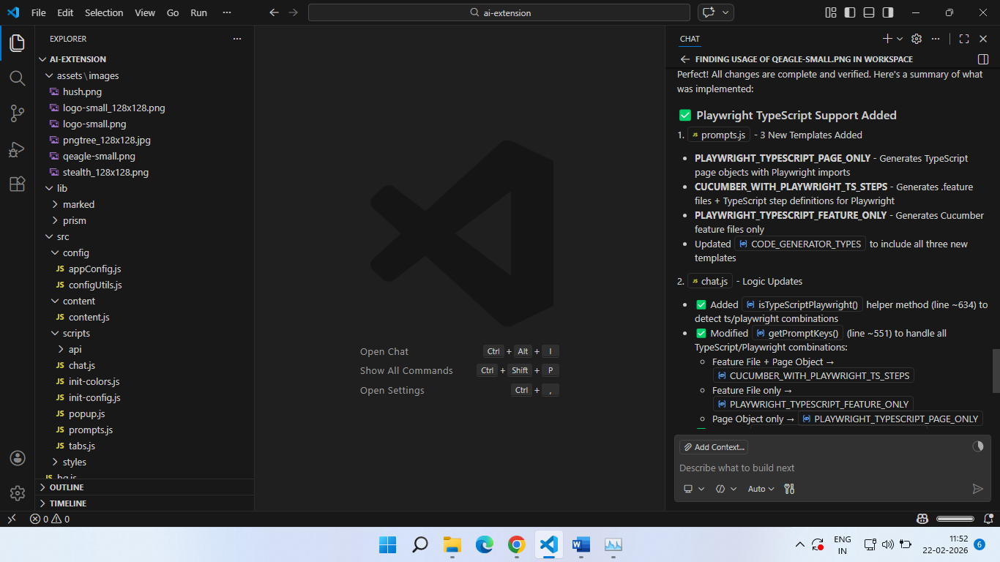 File Edit Selection View Go Run ···
ai-extension
EXPLORER
AI-EXTENSION
assets\images
hush.png
logo-small_128x128.png
logo-small.png
pngtree_128x128.jpg
qeagle-small.png
stealth_128x128.png
lib
marked
prism
src
config
JS appConfig.js
JS configUtils.js
content
JS content.js
scripts
api
JS chat.js
JS init-colors.js
JS init-config.js
JS popup.js
JS prompts.js
JS tabs.js
styles
JS bg.js
OUTLINE
TIMELINE
Open Chat Ctrl + Alt + I
Show All Commands Ctrl + Shift + P
Open Settings Ctrl + ,
CHAT
FINDING USAGE OF QEAGLE-SMALL.PNG IN WORKSPACE
Perfect! All changes are complete and verified. Here's a summary of what
was implemented:
✅ Playwright TypeScript Support Added
1. JS prompts.js - 3 New Templates Added
• PLAYWRIGHT_TYPESCRIPT_PAGE_ONLY - Generates TypeScript
page objects with Playwright imports
• CUCUMBER_WITH_PLAYWRIGHT_TS_STEPS - Generates .feature
files + TypeScript step definitions for Playwright
• PLAYWRIGHT_TYPESCRIPT_FEATURE_ONLY - Generates Cucumber
feature files only
• Updated CODE_GENERATOR_TYPES to include all three new
templates
2. JS chat.js - Logic Updates
• ✅ Added isTypeScriptPlaywright() helper method (line ~634) to
detect ts/playwright combinations
• ✅ Modified getPromptKeys() (line ~551) to handle all
TypeScript/Playwright combinations:
○ Feature File + Page Object →
CUCUMBER_WITH_PLAYWRIGHT_TS_STEPS
○ Feature File only →
PLAYWRIGHT_TYPESCRIPT_FEATURE_ONLY
○ Page Object only → PLAYWRIGHT_TYPESCRIPT_PAGE_ONLY
Add Context...
Describe what to build next
Auto
0 0
ENG
IN
11:52
22-02-2026
6